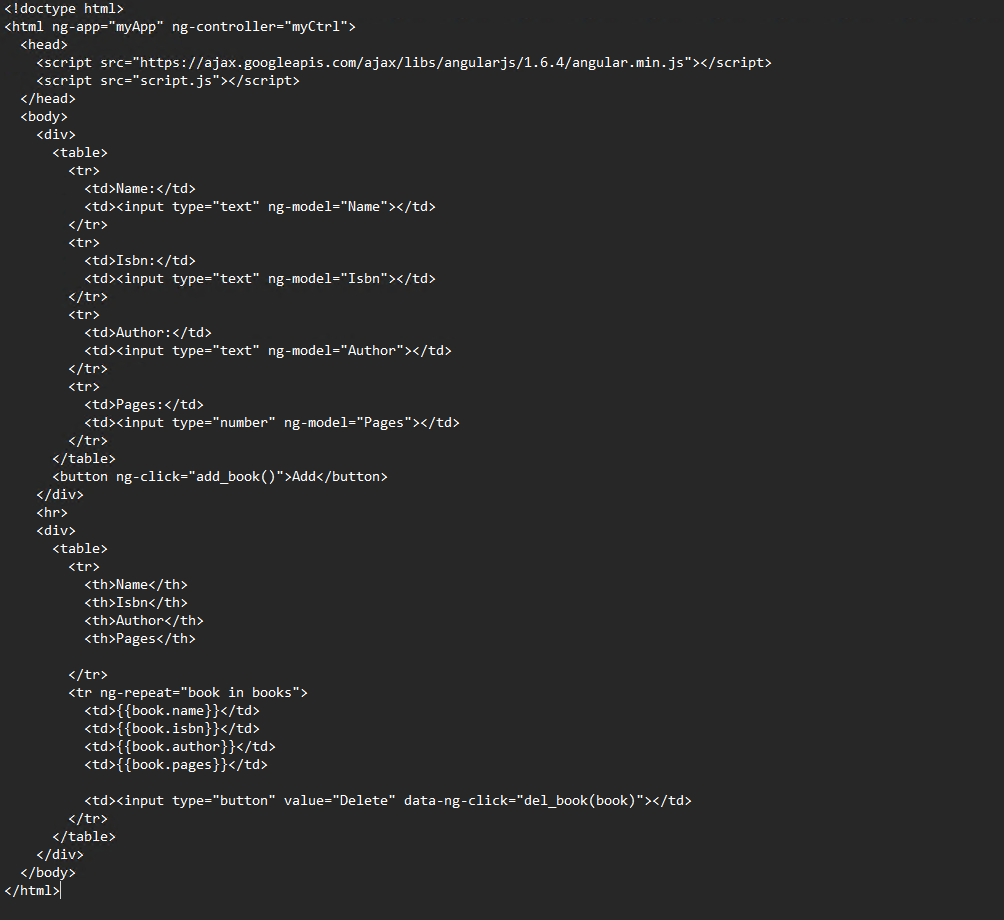 <!doctype html>
<html ng-app="myApp" ng-controller="myCtrl">
  <head>
    <script src="https://ajax.googleapis.com/ajax/libs/angularjs/1.6.4/angular.min.js"></script>
    <script src="script.js"></script>
  </head>
  <body>
    <div>
      <table>
        <tr>
          <td>Name:</td>
          <td><input type="text" ng-model="Name"></td>
        </tr>
        <tr>
          <td>Isbn:</td>
          <td><input type="text" ng-model="Isbn"></td>
        </tr>
        <tr>
          <td>Author:</td>
          <td><input type="text" ng-model="Author"></td>
        </tr>
        <tr>
          <td>Pages:</td>
          <td><input type="number" ng-model="Pages"></td>
        </tr>
      </table>
      <button ng-click="add_book()">Add</button>
    </div>
    <hr>
    <div>
      <table>
        <tr>
          <th>Name</th>
          <th>Isbn</th>
          <th>Author</th>
          <th>Pages</th>

        </tr>
        <tr ng-repeat="book in books">
          <td>{{book.name}}</td>
          <td>{{book.isbn}}</td>
          <td>{{book.author}}</td>
          <td>{{book.pages}}</td>

          <td><input type="button" value="Delete" data-ng-click="del_book(book)"></td>
        </tr>
      </table>
    </div>
  </body>
</html>